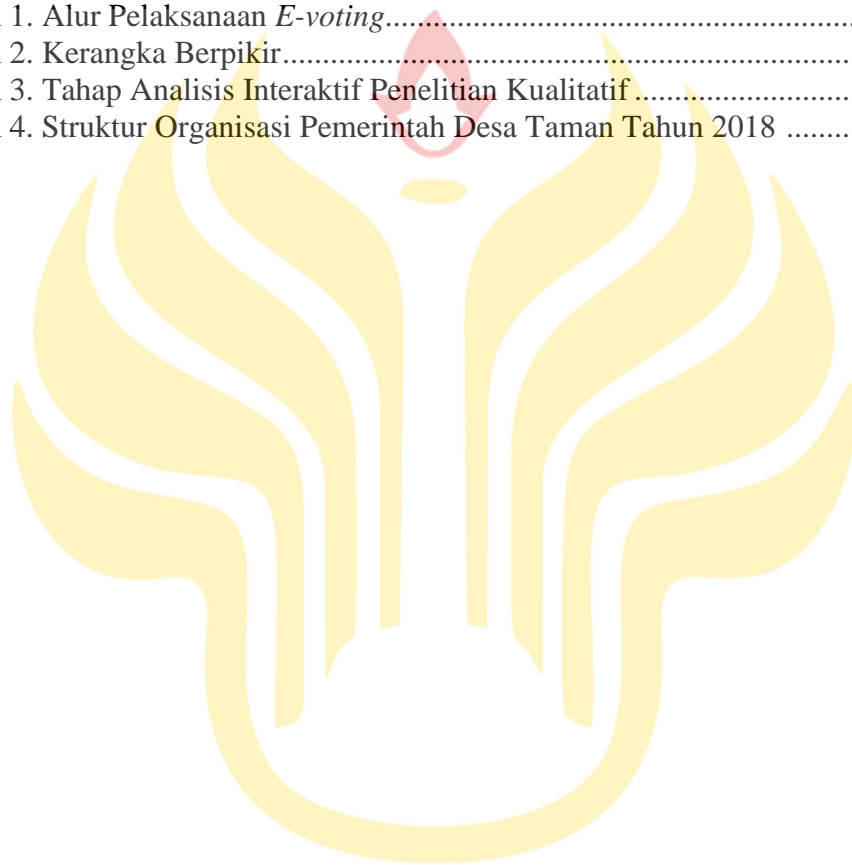 1. Alur Pelaksanaan E-voting........................................................
2. Kerangka Berpikir......................................................................
3. Tahap Analisis Interaktif Penelitian Kualitatif...........................
4. Struktur Organisasi Pemerintah Desa Taman Tahun 2018 ........